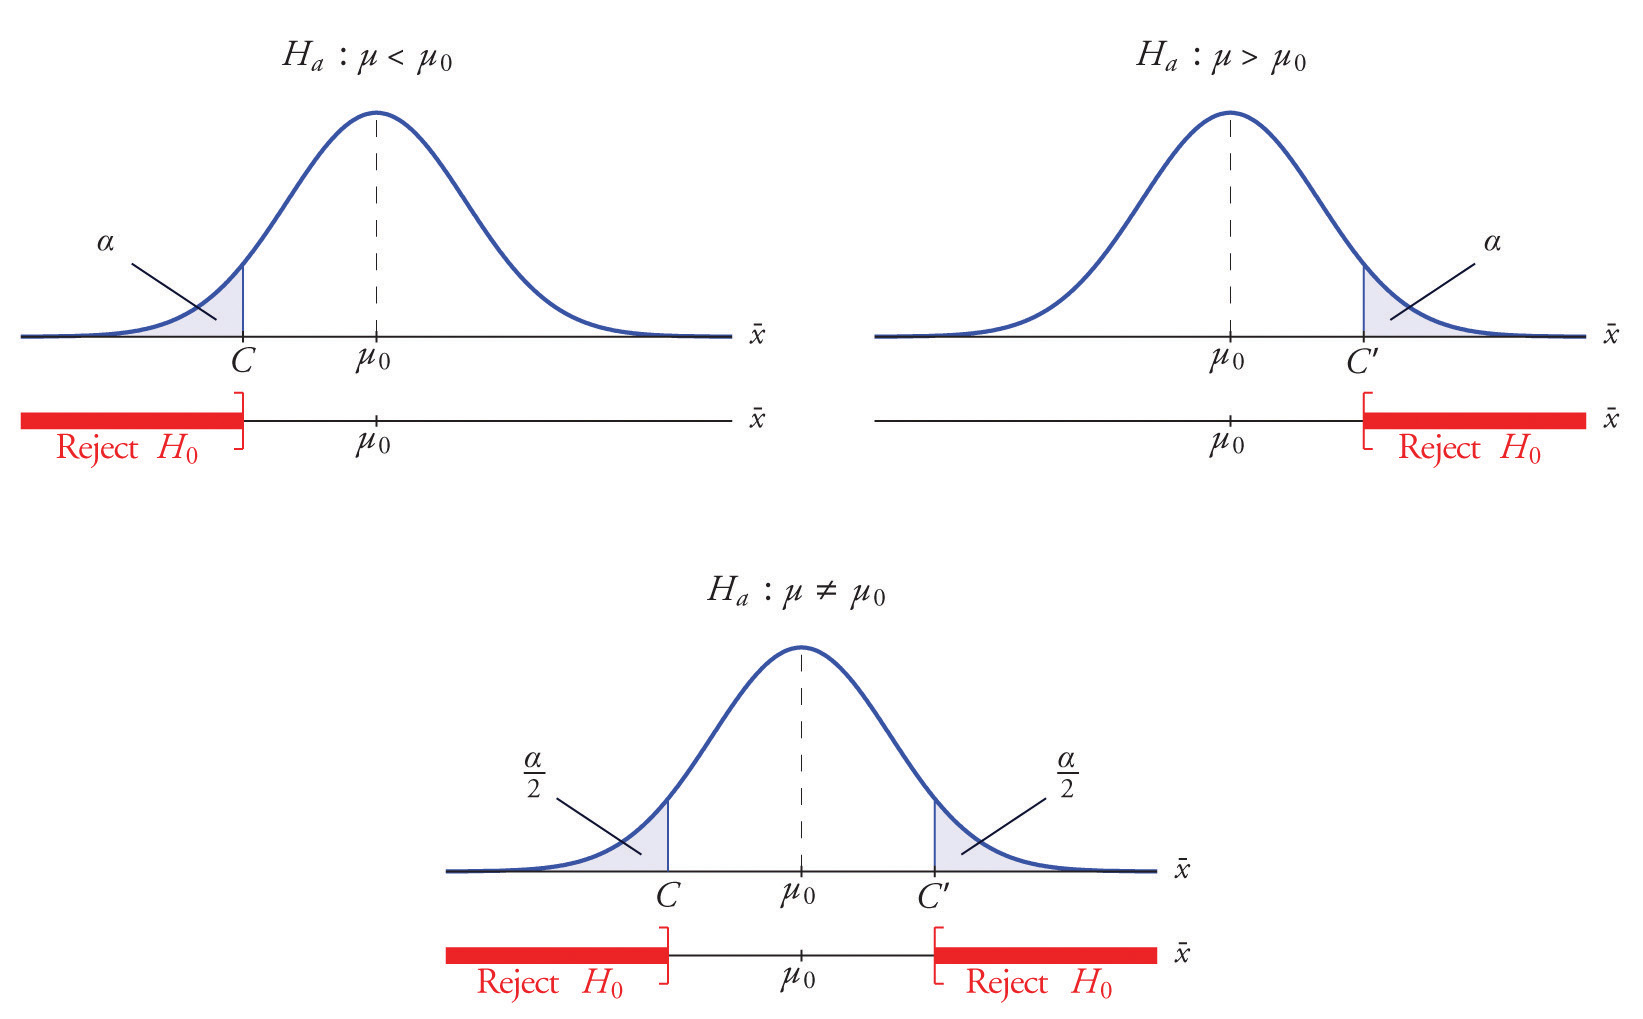 Hₐ : μ < μ₀
α
x̄
C μ₀
x̄
μ₀
Reject H₀
Hₐ : μ > μ₀
α
x̄
μ₀ C′
x̄
μ₀
Reject H₀
Hₐ : μ ≠ μ₀
α/2 α/2
x̄
C μ₀ C′
x̄
μ₀
Reject H₀ Reject H₀